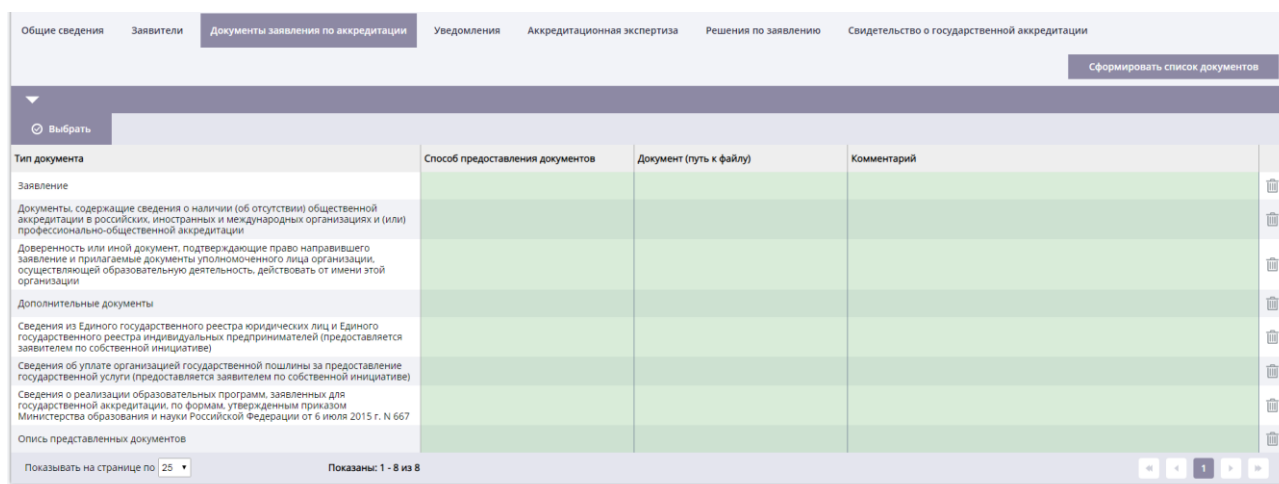 Общие сведения Заявители Документы заявления по аккредитации Уведомления Аккредитационная экспертиза Решения по заявлению Свидетельство о государственной аккредитации
Сформировать список документов
Выбрать
Тип документа Способ предоставления документов Документ (путь к файлу) Комментарий
Заявление
Документы, содержащие сведения о наличии (об отсутствии) общественной
аккредитации в российских, иностранных и международных организациях и (или)
профессионально-общественной аккредитации
Доверенность или иной документ, подтверждающие право направившего
заявление и прилагаемые документы уполномоченного лица организации,
осуществляющей образовательную деятельность, действовать от имени этой
организации
Дополнительные документы
Сведения из Единого государственного реестра юридических лиц и Единого
государственного реестра индивидуальных предпринимателей (предоставляется
заявителем по собственной инициативе)
Сведения об уплате организацией государственной пошлины за предоставление
государственной услуги (предоставляется заявителем по собственной инициативе)
Сведения о реализации образовательных программ, заявленных для
государственной аккредитации, по формам, утвержденным приказом
Министерства образования и науки Российской Федерации от 6 июля 2015 г. N 667
Опись представленных документов
Показывать на странице по 25 Показаны: 1 - 8 из 8 1